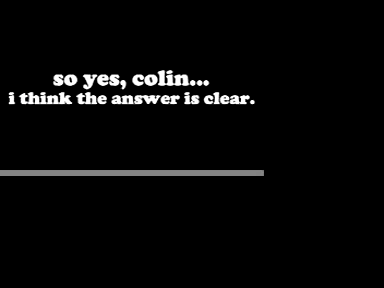 so yes, colin...
i think the answer is clear.